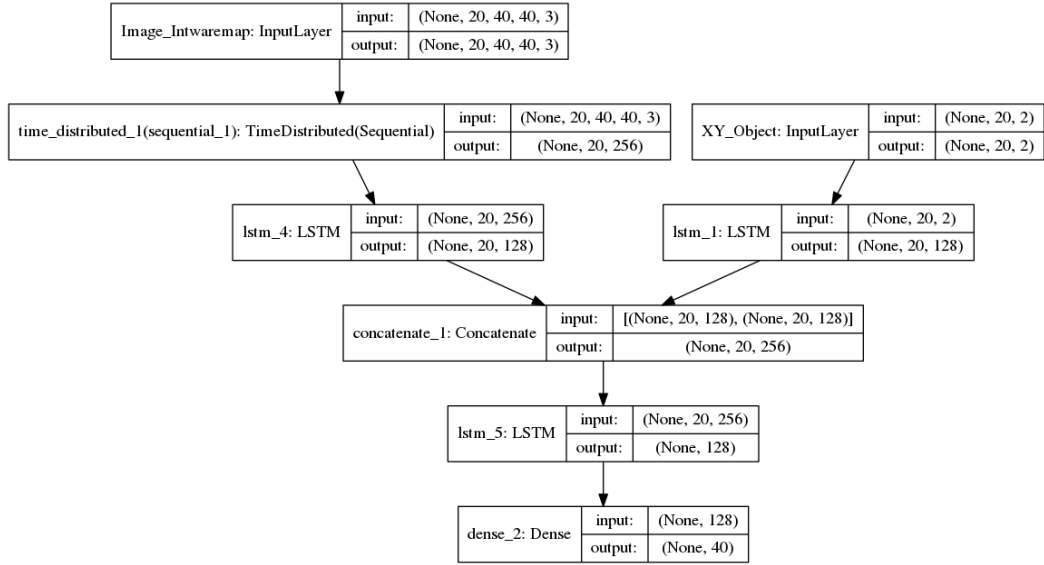 Image_Intwaremap: InputLayer
input: (None, 20, 40, 40, 3)
output: (None, 20, 40, 40, 3)
time_distributed_1(sequential_1): TimeDistributed(Sequential)
input: (None, 20, 40, 40, 3)
output: (None, 20, 256)
XY_Object: InputLayer
input: (None, 20, 2)
output: (None, 20, 2)
lstm_4: LSTM
input: (None, 20, 256)
output: (None, 20, 128)
lstm_1: LSTM
input: (None, 20, 2)
output: (None, 20, 128)
concatenate_1: Concatenate
input: [(None, 20, 128), (None, 20, 128)]
output: (None, 20, 256)
lstm_5: LSTM
input: (None, 20, 256)
output: (None, 128)
dense_2: Dense
input: (None, 128)
output: (None, 40)